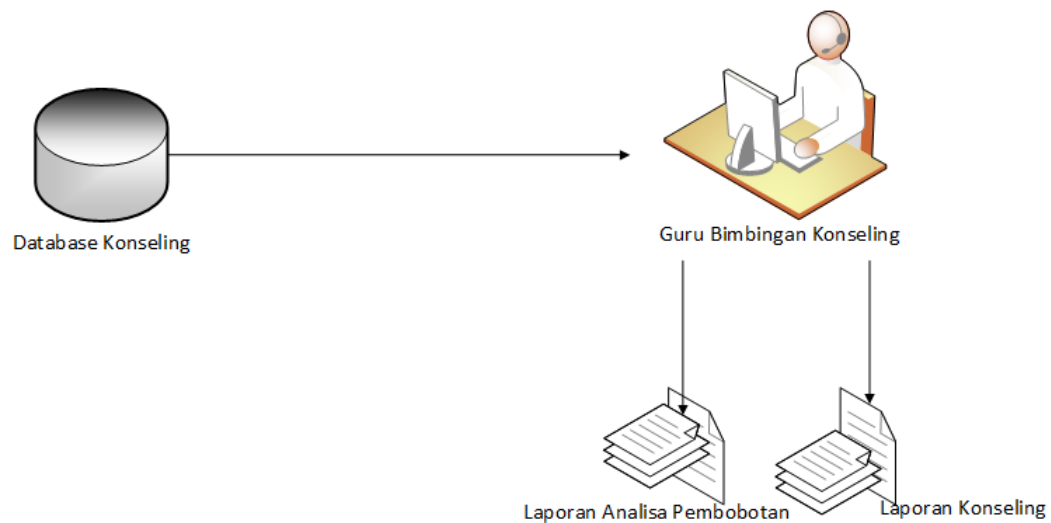 Database Konseling
Guru Bimbingan Konseling
Laporan Analisa Pembobotan
Laporan Konseling